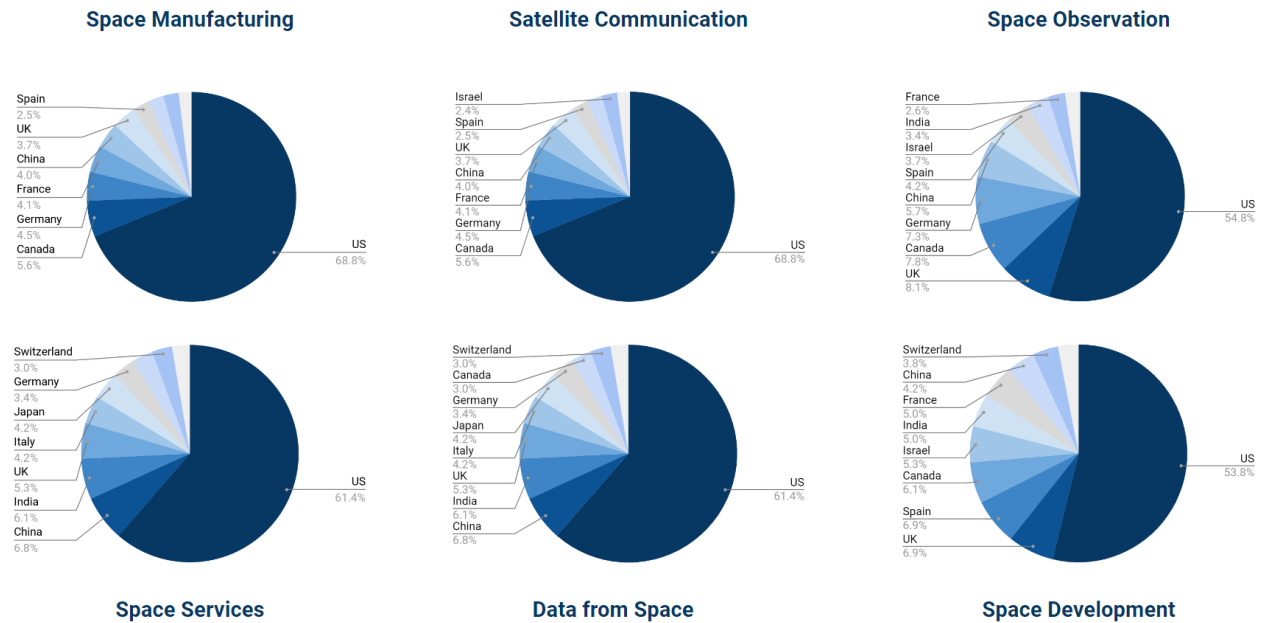 Space Manufacturing
Spain
2.5%
UK
3.7%
China
4.0%
France
4.1%
Germany
4.5%
Canada
5.6%
US
68.8%
Satellite Communication
Israel
2.4%
Spain
2.5%
UK
3.7%
China
4.0%
France
4.1%
Germany
4.5%
Canada
5.6%
US
68.8%
Space Observation
France
2.6%
India
3.4%
Israel
3.7%
Spain
4.2%
China
5.7%
Germany
7.3%
Canada
7.8%
UK
8.1%
US
54.8%
Switzerland
3.0%
Germany
3.4%
Japan
4.2%
Italy
4.2%
UK
5.3%
India
6.1%
China
6.8%
US
61.4%
Space Services
Switzerland
3.0%
Canada
3.0%
Germany
3.4%
Japan
4.2%
Italy
4.2%
UK
5.3%
India
6.1%
China
6.8%
US
61.4%
Data from Space
Switzerland
3.8%
China
4.2%
France
5.0%
India
5.0%
Israel
5.3%
Canada
6.1%
Spain
6.9%
UK
6.9%
US
53.8%
Space Development